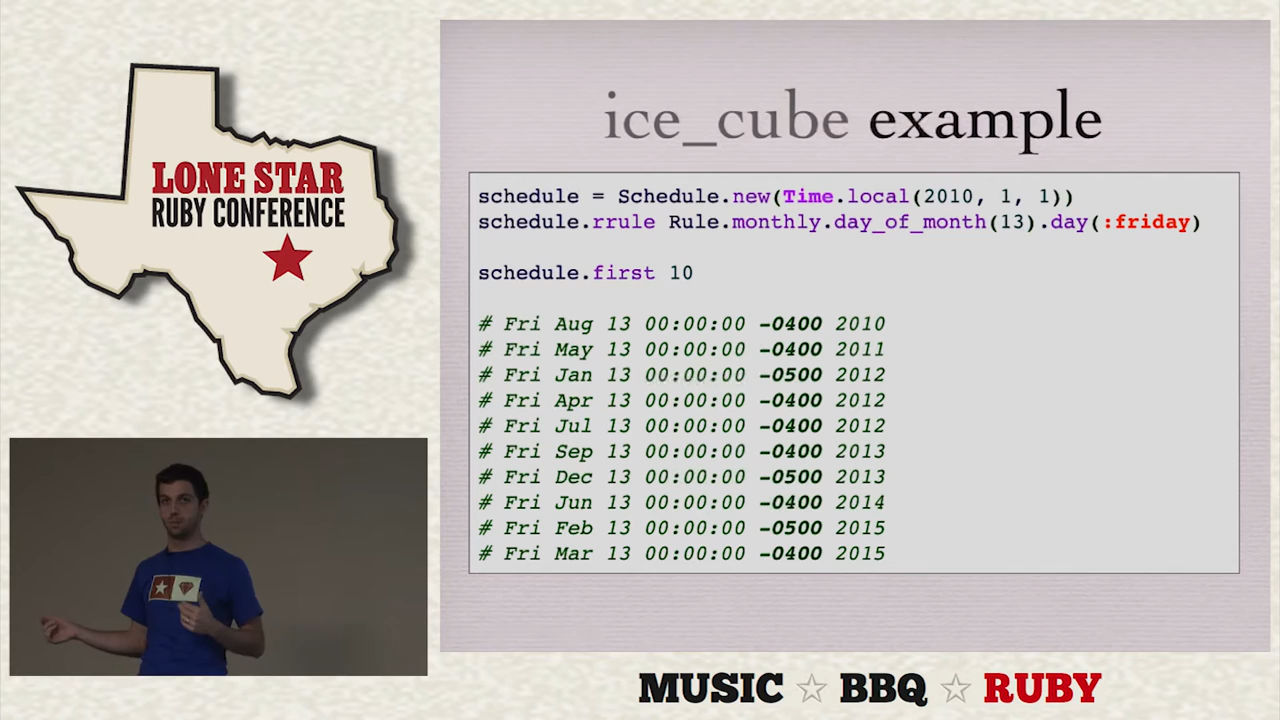 LONE STAR
RUBY CONFERENCE
ice_cube example
schedule = Schedule.new(Time.local(2010, 1, 1))
schedule.rrule Rule.monthly.day_of_month(13).day(:friday)
schedule.first 10
# Fri Aug 13 00:00:00 -0400 2010
# Fri May 13 00:00:00 -0400 2011
# Fri Jan 13 00:00:00 -0500 2012
# Fri Apr 13 00:00:00 -0400 2012
# Fri Jul 13 00:00:00 -0400 2012
# Fri Sep 13 00:00:00 -0400 2013
# Fri Dec 13 00:00:00 -0500 2013
# Fri Jun 13 00:00:00 -0400 2014
# Fri Feb 13 00:00:00 -0500 2015
# Fri Mar 13 00:00:00 -0400 2015
MUSIC ☆ BBQ ☆ RUBY